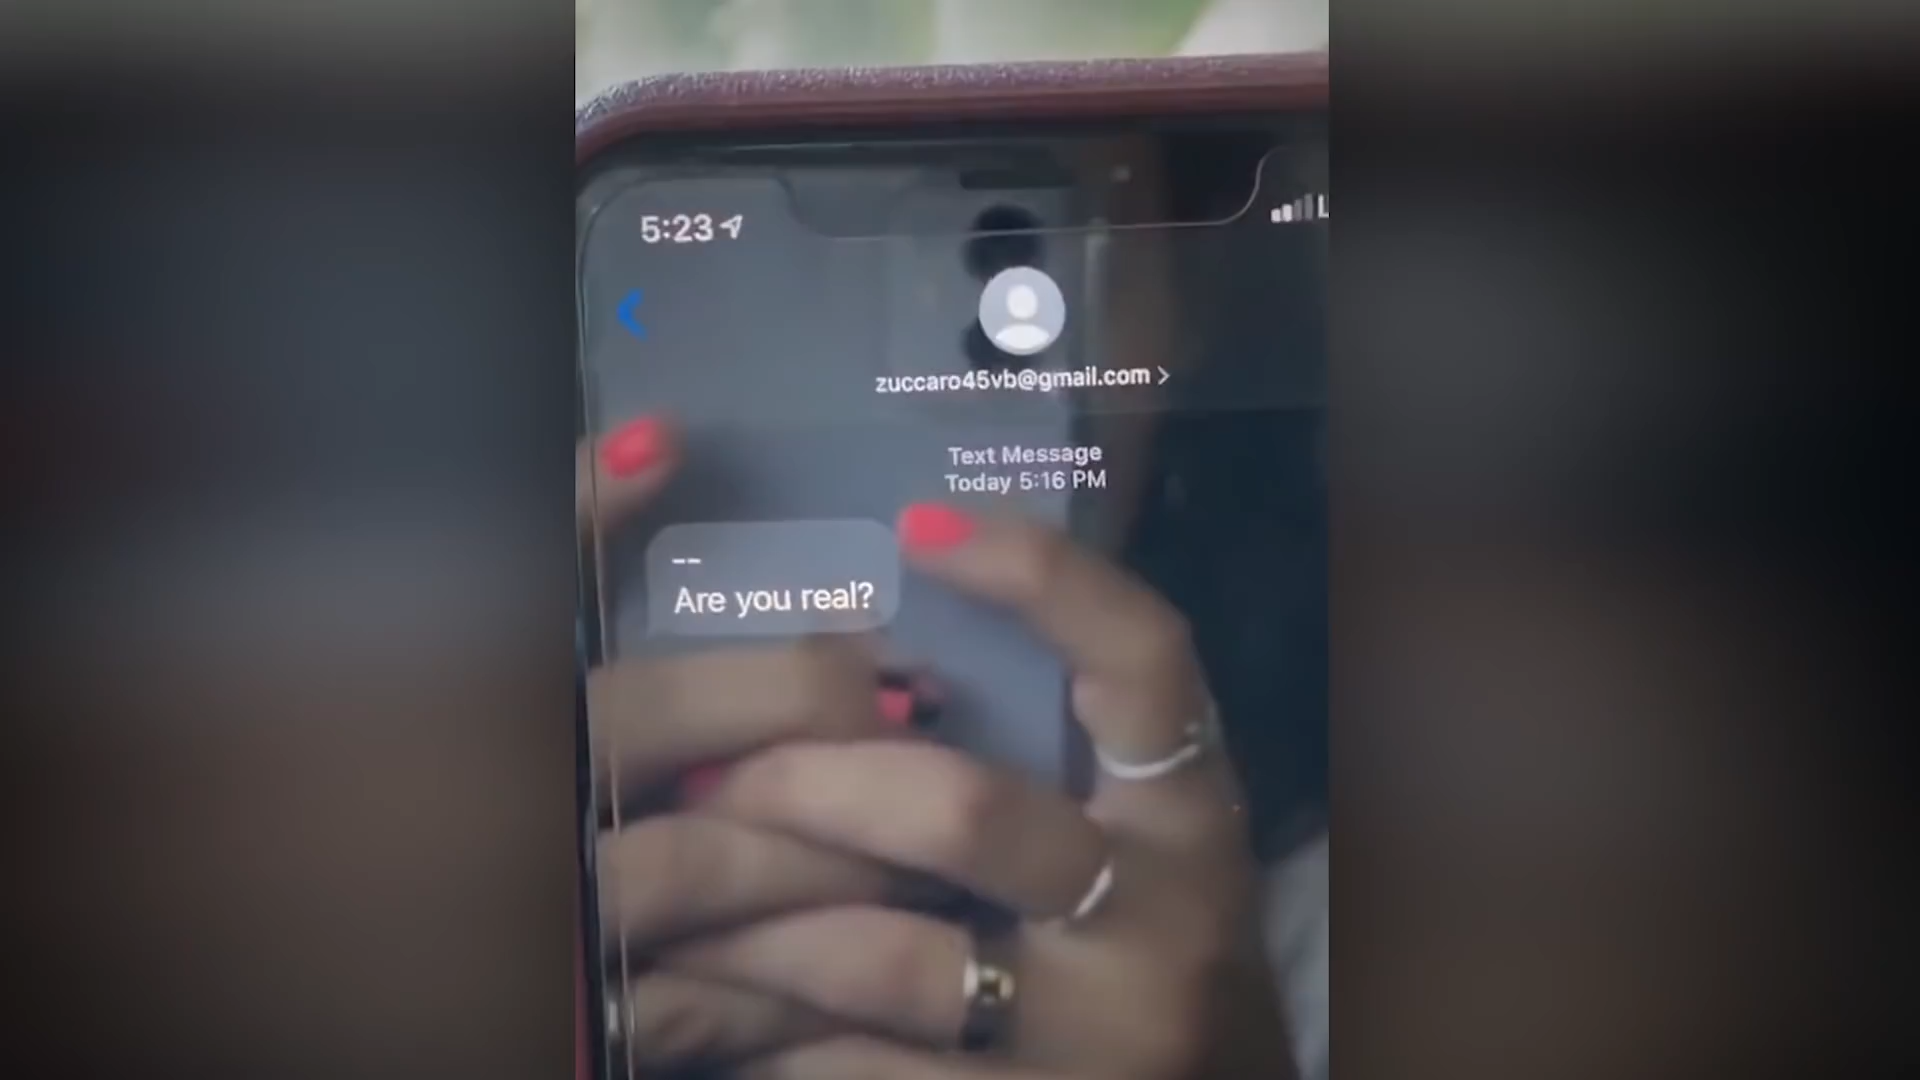 5:23
zuccaro45vb@gmail.com >
Text Message
Today 5:16 PM
--
Are you real?